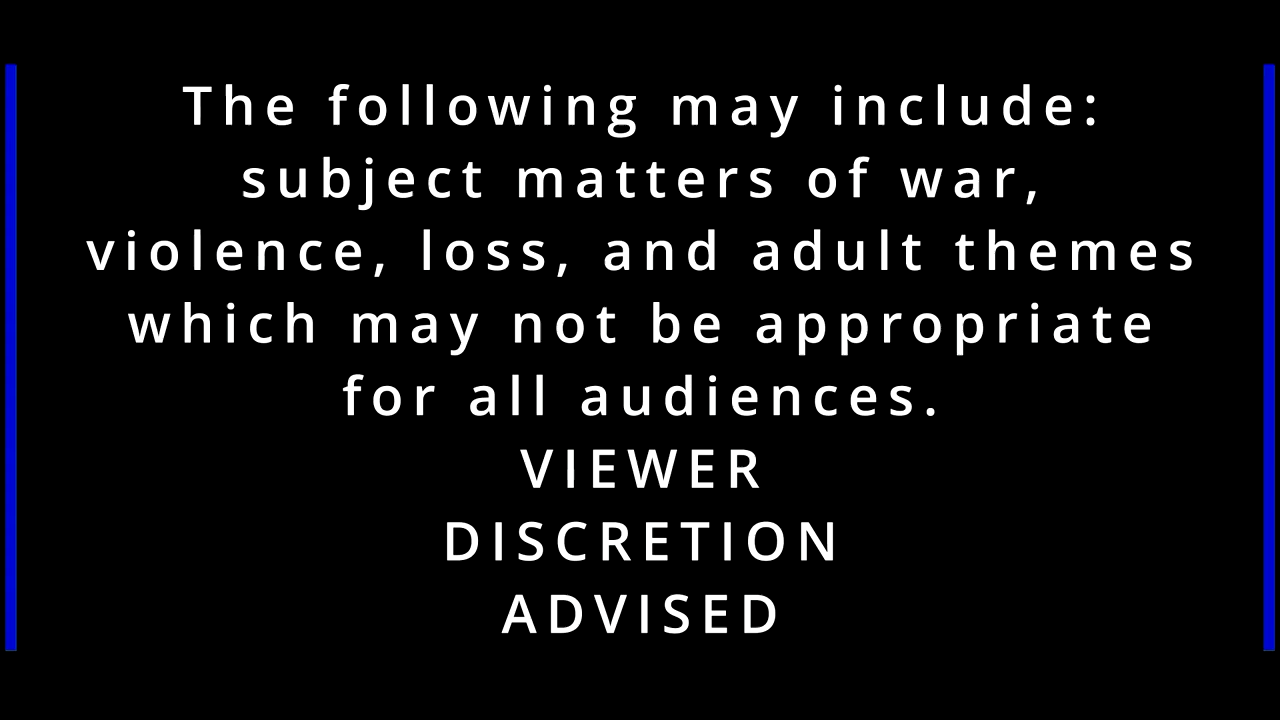 The following may include:
subject matters of war,
violence, loss, and adult themes
which may not be appropriate
for all audiences.
VIEWER
DISCRETION
ADVISED